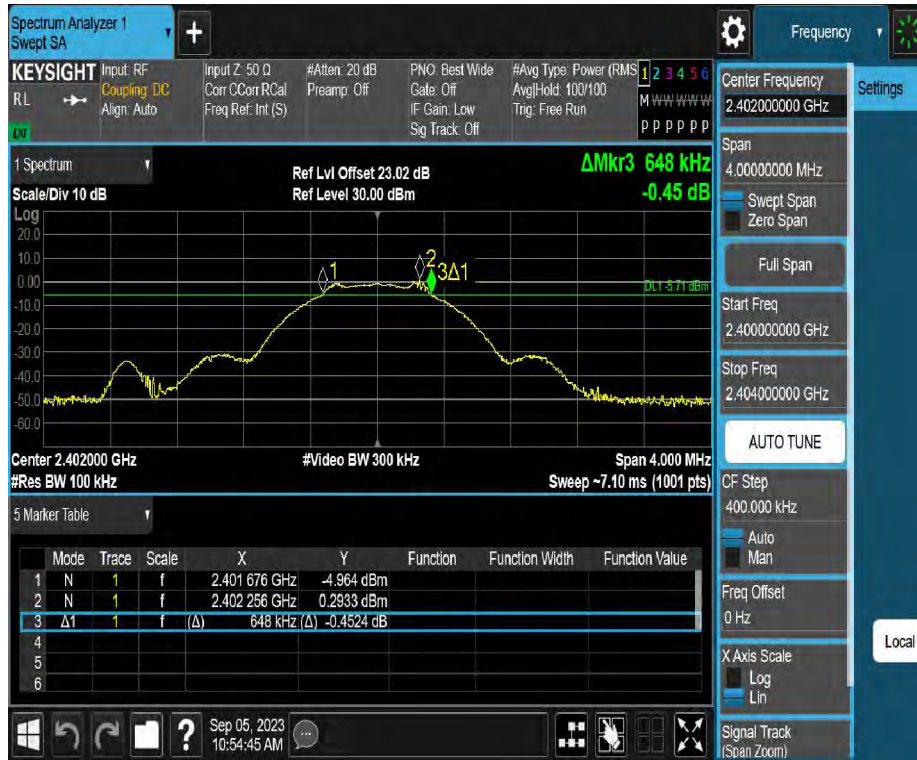 Spectrum Analyzer 1
Swept SA
+
Frequency
KEYSIGHT
RL
Input: RF
Coupling: DC
Align: Auto
Input Z: 50 Ω
Corr CCorr RCal
Freq Ref: Int (S)
#Atten: 20 dB
Preamp: Off
PNO: Best Wide
Gate: Off
IF Gain: Low
Sig Track: Off
#Avg Type: Power (RMS
Avg|Hold: 100/100
Trig: Free Run
1 2 3 4 5 6
M W W W W W
P P P P P P
1 Spectrum
Scale/Div 10 dB
Ref Lvl Offset 23.02 dB
Ref Level 30.00 dBm
ΔMkr3 648 kHz
-0.45 dB
Log
20.0
10.0
0.00
-10.0
-20.0
-30.0
-40.0
-50.0
-60.0
1
2
3Δ1
DL1 -5.71 dBm
Center 2.402000 GHz
#Video BW 300 kHz
Span 4.000 MHz
#Res BW 100 kHz
Sweep ~7.10 ms (1001 pts)
5 Marker Table
Mode Trace Scale X Y Function Function Width Function Value
1 N 1 f 2.401 676 GHz -4.964 dBm
2 N 1 f 2.402 256 GHz 0.2933 dBm
3 Δ1 1 f (Δ) 648 kHz (Δ) -0.4524 dB
4
5
6
?
Sep 05, 2023
10:54:45 AM
Center Frequency
2.402000000 GHz
Settings
Span
4.00000000 MHz
Swept Span
Zero Span
Full Span
Start Freq
2.400000000 GHz
Stop Freq
2.404000000 GHz
AUTO TUNE
CF Step
400.000 kHz
Auto
Man
Freq Offset
0 Hz
Local
X Axis Scale
Log
Lin
Signal Track
(Span Zoom)